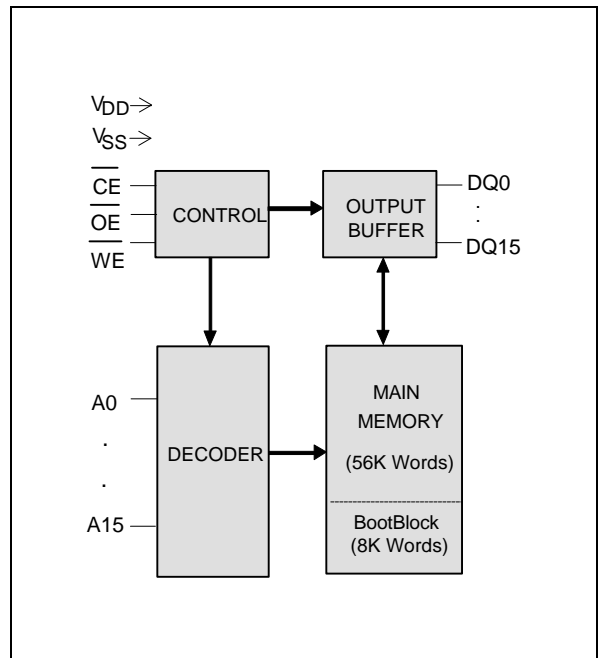 VDD
VSS
CE
OE
WE
CONTROL
OUTPUT
BUFFER
DQ0
:
DQ15
A0
.
.
A15
DECODER
MAIN
MEMORY
(56K Words)
BootBlock
(8K Words)